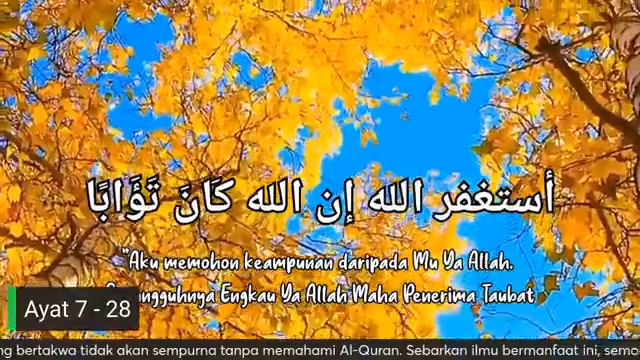 أستغفر الله إن الله كَانَ تَوَّابًا
"Aku memohon keampunan daripada Mu Ya Allah.
Engkau Ya Allah Maha Penerima Taubat
Ayat 7 - 28
bertakwa tidak akan sempurna tanpa memahami Al-Quran. Sebarkan ilmu bermanfaat ini,